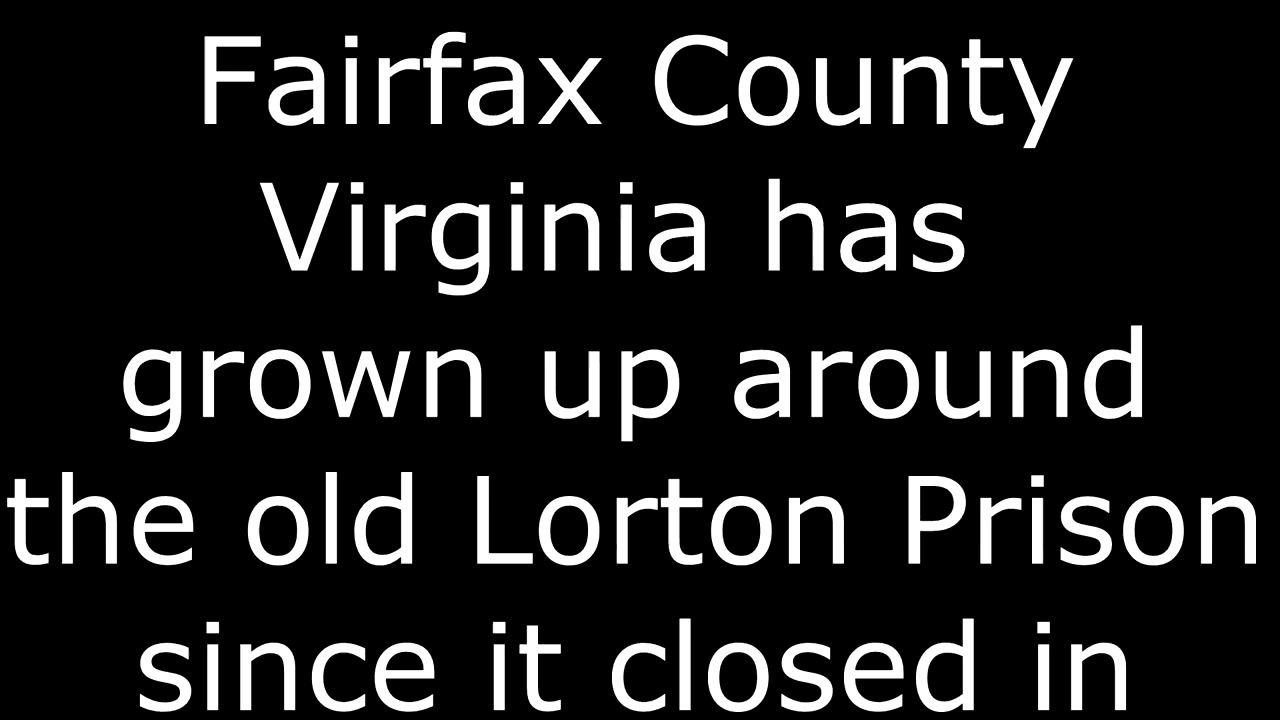 Fairfax County
Virginia has
grown up around
the old Lorton Prison
since it closed in